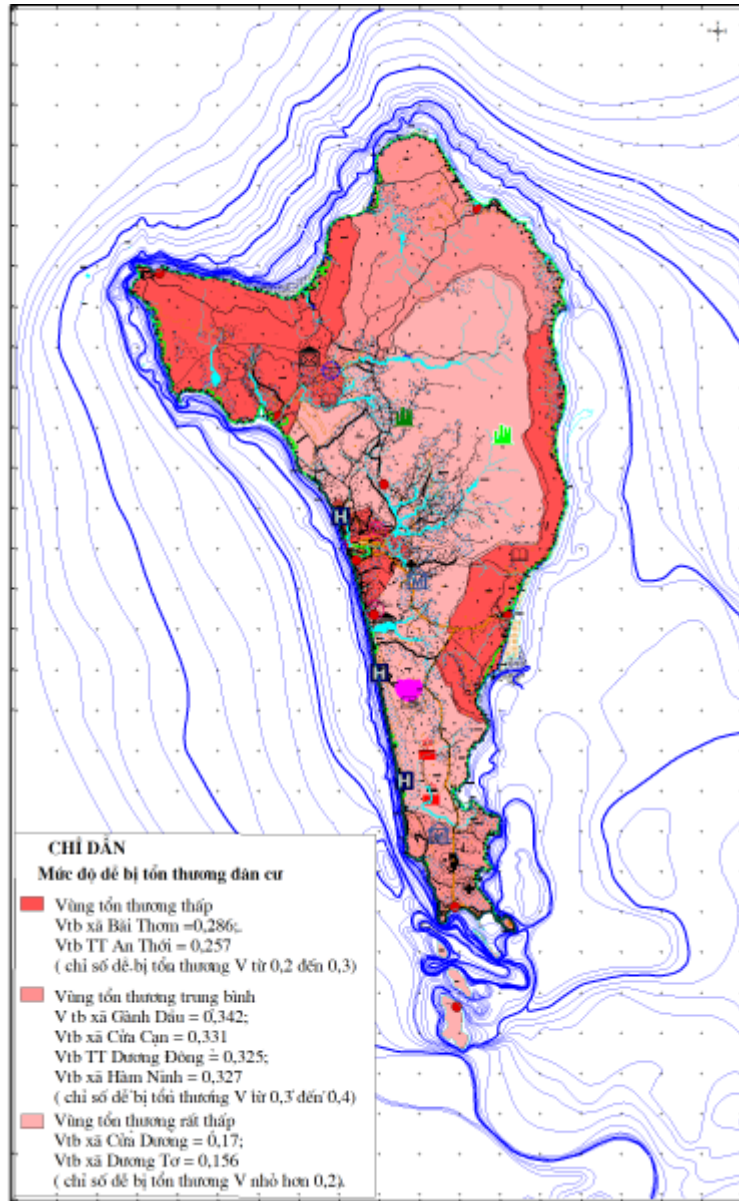 CHỈ DẪN
Mức độ dễ bị tổn thương dân cư
Vùng tổn thương thấp
Vtb xã Bãi Thơm =0,286;
Vtb TT An Thới = 0,257
( chỉ số dễ bị tổn thương V từ 0,2 đến 0,3)
Vùng tổn thương trung bình
V tb xã Gành Dầu = 0,342;
Vtb xã Cửa Cạn = 0,331
Vtb TT Dương Đông = 0,325;
Vtb xã Hàm Ninh = 0,327
( chỉ số dễ bị tổn thương V từ 0,3 đến 0,4)
Vùng tổn thương rất thấp
Vtb xã Cửa Dương = 0,17;
Vtb xã Dương Tơ = 0,156
( chỉ số dễ bị tổn thương V nhỏ hơn 0,2).
H
H
H